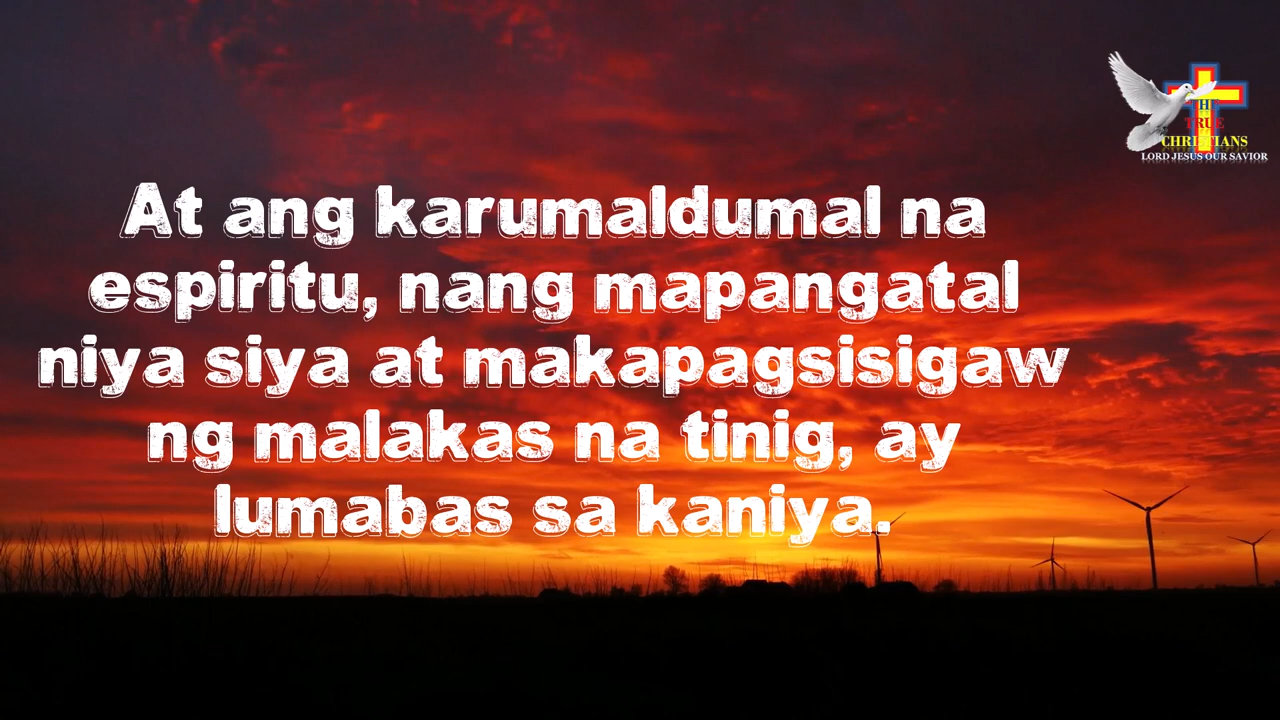 At ang karumaldumal na
espiritu, nang mapangatal
niya siya at makapagsisigaw
ng malakas na tinig, ay
lumabas sa kaniya.
THE
TRUE
CHRISTIANS
LORD JESUS OUR SAVIOR